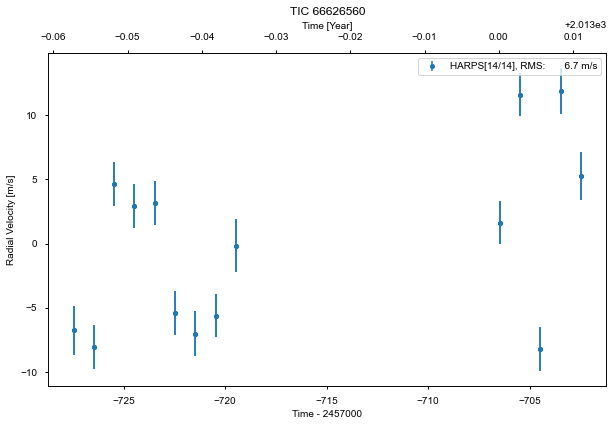 TIC 66626560
Time [Year]
+2.013e3
−0.06 −0.05 −0.04 −0.03 −0.02 −0.01 0.00 0.01
HARPS[14/14], RMS: 6.7 m/s
Radial Velocity [m/s]
10
5
0
−5
−10
−725 −720 −715 −710 −705
Time - 2457000